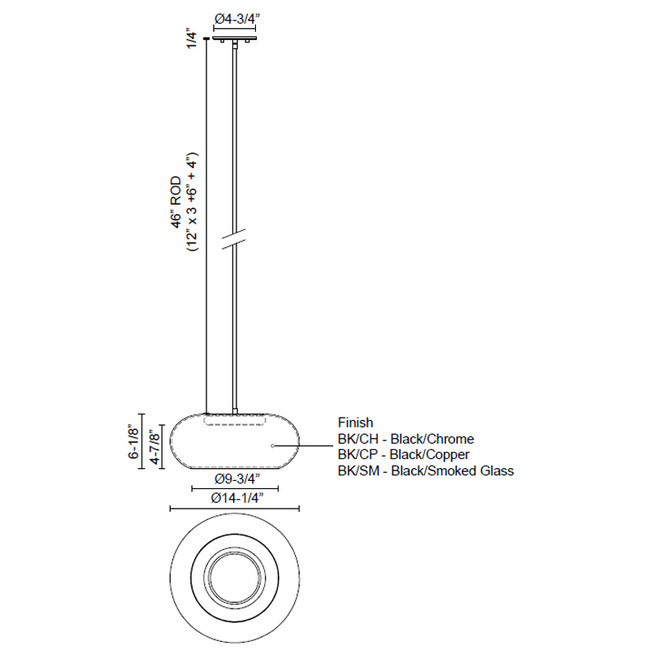 Ø4-3/4"
1/4"
46" ROD
(12" x 3 +6" + 4")
6-1/8"
4-7/8"
Finish
BK/CH - Black/Chrome
BK/CP - Black/Copper
BK/SM - Black/Smoked Glass
Ø9-3/4"
Ø14-1/4"